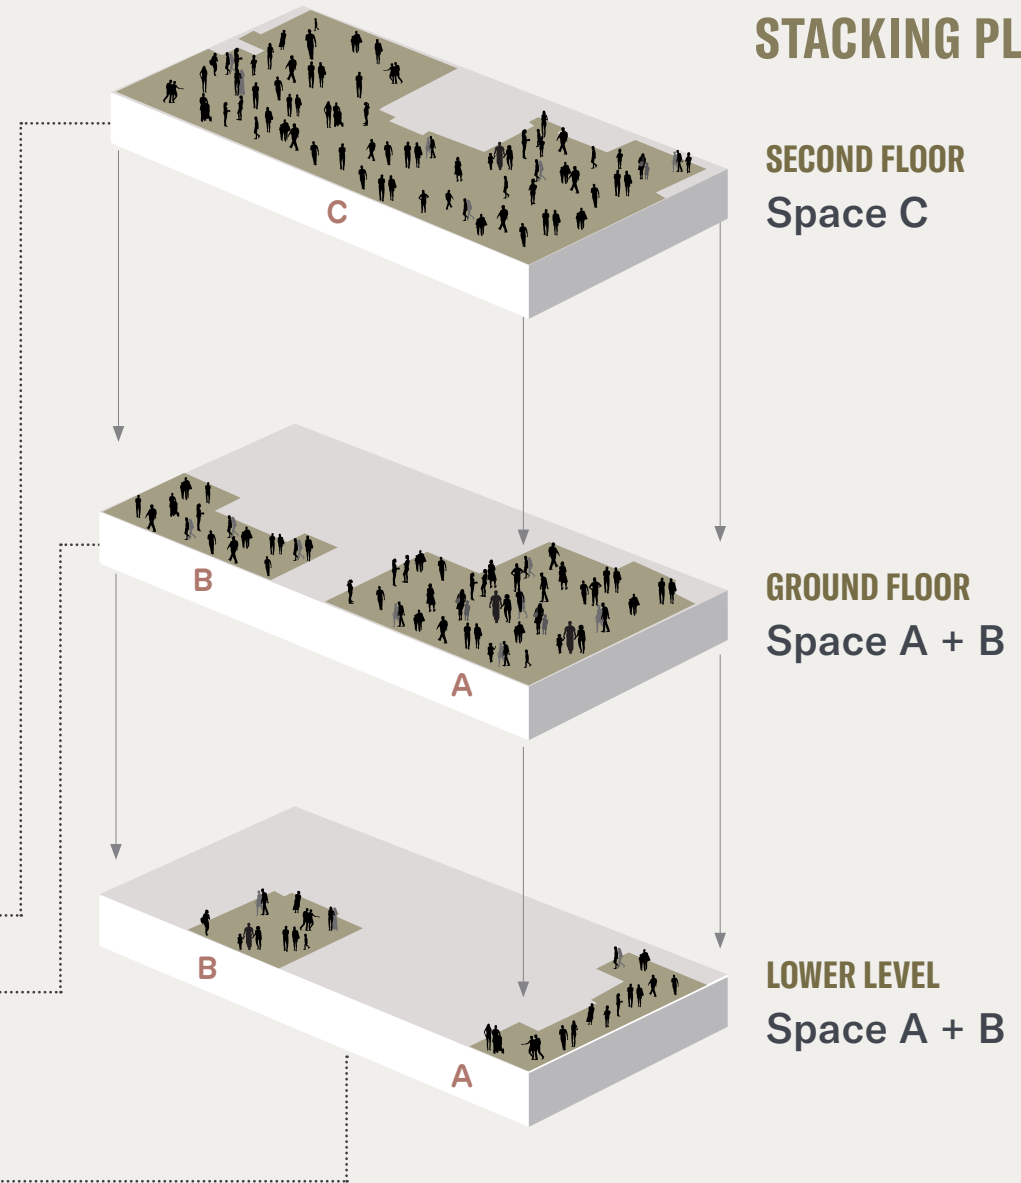 STACKING PL
SECOND FLOOR
Space C
C
GROUND FLOOR
Space A + B
B
A
LOWER LEVEL
Space A + B
B
A